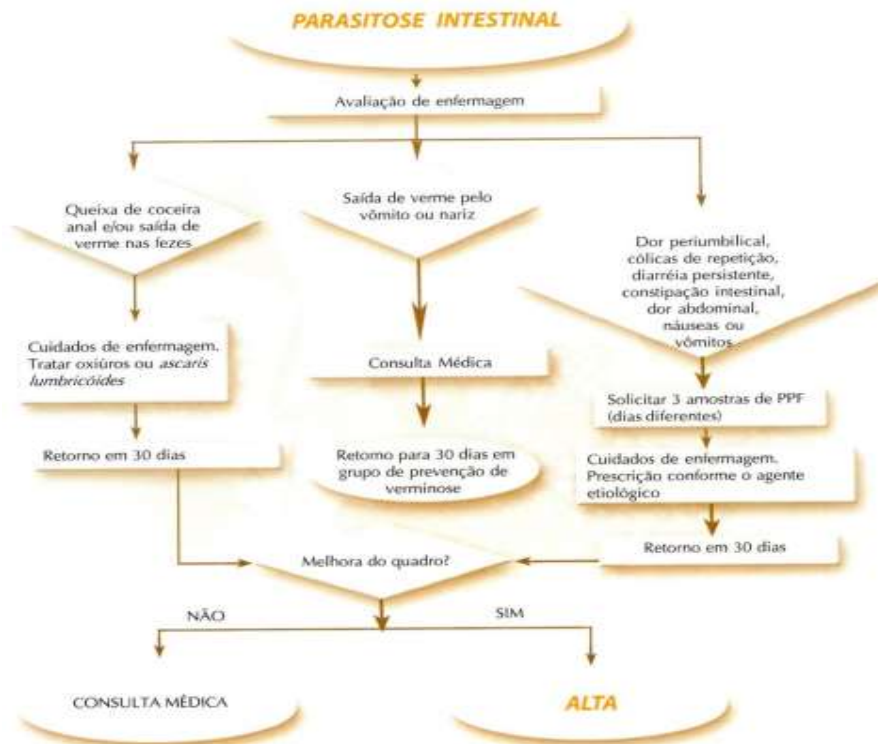 PARASITOSE INTESTINAL
Avaliação de enfermagem
Queixa de coceira
anal e/ou saída de
verme nas fezes
Saída de verme pelo
vômito ou nariz
Dor periumbilical,
cólicas de repetição,
diarréia persistente,
constipação intestinal,
dor abdominal,
náuseas ou
vômitos
Cuidados de enfermagem.
Tratar oxiúros ou ascaris
lumbricóides
Consulta Médica
Solicitar 3 amostras de PPF
(dias diferentes)
Retorno em 30 dias
Retorno para 30 dias em
grupo de prevenção de
verminose
Cuidados de enfermagem.
Prescrição conforme o agente
etiológico
Retorno em 30 dias
Melhora do quadro?
NÃO
SIM
CONSULTA MÉDICA
ALTA